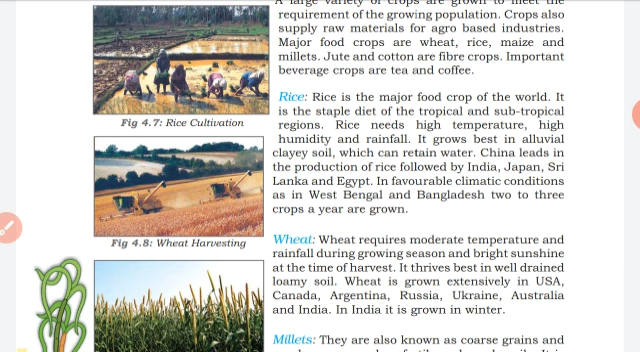 A large variety of crops are grown to meet the
requirement of the growing population. Crops also
supply raw materials for agro based industries.
Major food crops are wheat, rice, maize and
millets. Jute and cotton are fibre crops. Important
beverage crops are tea and coffee.
Fig 4.7: Rice Cultivation
Rice: Rice is the major food crop of the world. It
is the staple diet of the tropical and sub-tropical
regions. Rice needs high temperature, high
humidity and rainfall. It grows best in alluvial
clayey soil, which can retain water. China leads in
the production of rice followed by India, Japan, Sri
Lanka and Egypt. In favourable climatic conditions
as in West Bengal and Bangladesh two to three
crops a year are grown.
Fig 4.8: Wheat Harvesting
Wheat: Wheat requires moderate temperature and
rainfall during growing season and bright sunshine
at the time of harvest. It thrives best in well drained
loamy soil. Wheat is grown extensively in USA,
Canada, Argentina, Russia, Ukraine, Australia
and India. In India it is grown in winter.
Millets: They are also known as coarse grains and